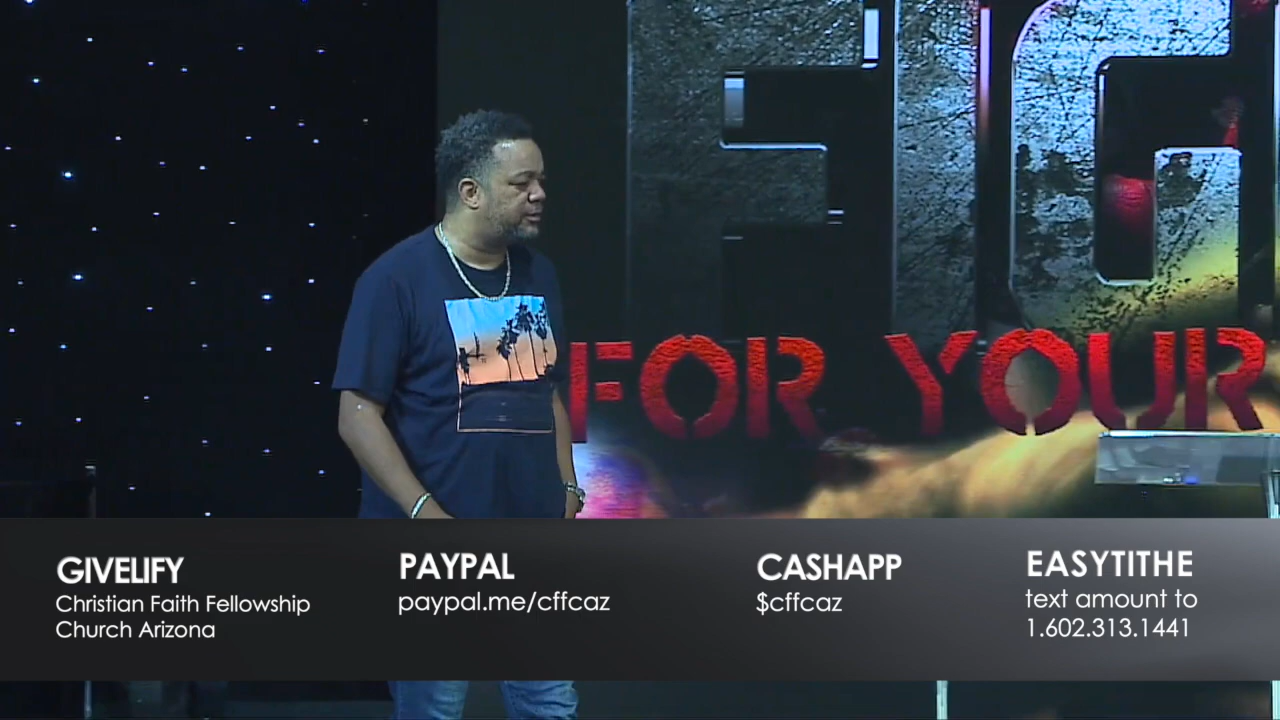 FIG
FOR YOUR
GIVELIFY
Christian Faith Fellowship
Church Arizona
PAYPAL
paypal.me/cffcaz
CASHAPP
$cffcaz
EASYTITHE
text amount to
1.602.313.1441